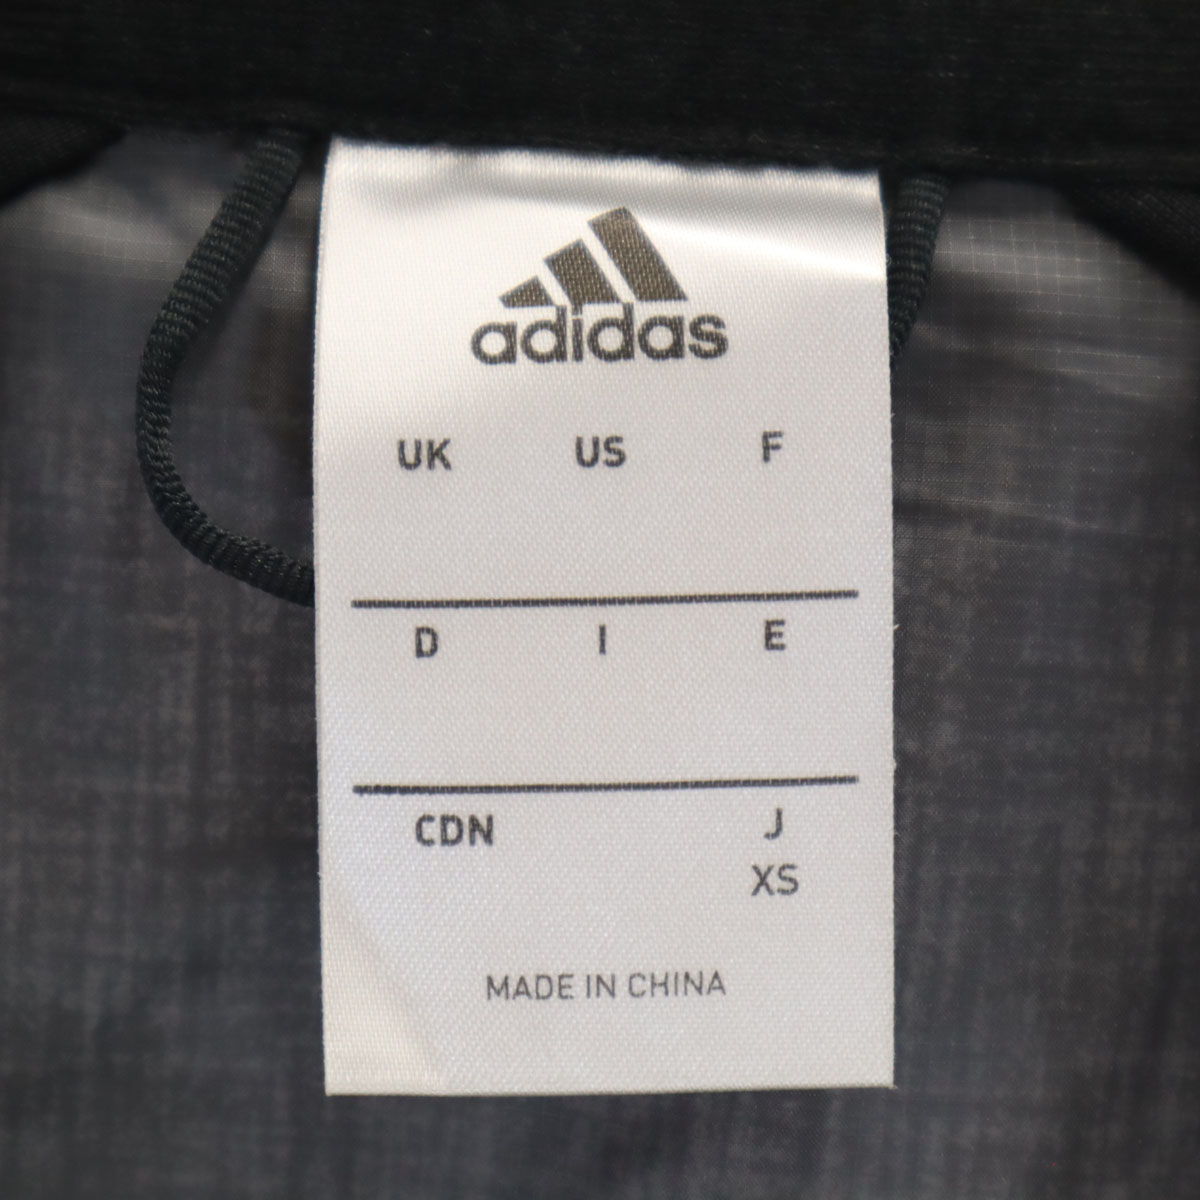 adidas
UK US F
D I E
CDN J
XS
MADE IN CHINA